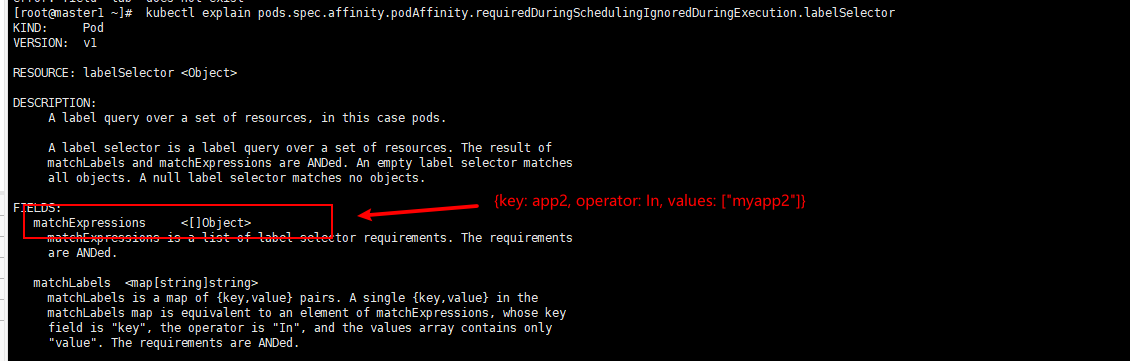 [root@master1 ~]#  kubectl explain pods.spec.affinity.podAffinity.requiredDuringSchedulingIgnoredDuringExecution.labelSelector
KIND:     Pod
VERSION:  v1
RESOURCE: labelSelector <Object>
DESCRIPTION:
A label query over a set of resources, in this case pods.
A label selector is a label query over a set of resources. The result of
matchLabels and matchExpressions are ANDed. An empty label selector matches
all objects. A null label selector matches no objects.
FIELDS:
{key: app2, operator: In, values: ["myapp2"]}
matchExpressions     <[]Object>
matchExpressions is a list of label selector requirements. The requirements
are ANDed.
matchLabels  <map[string]string>
matchLabels is a map of {key,value} pairs. A single {key,value} in the
matchLabels map is equivalent to an element of matchExpressions, whose key
field is "key", the operator is "In", and the values array contains only
"value". The requirements are ANDed.